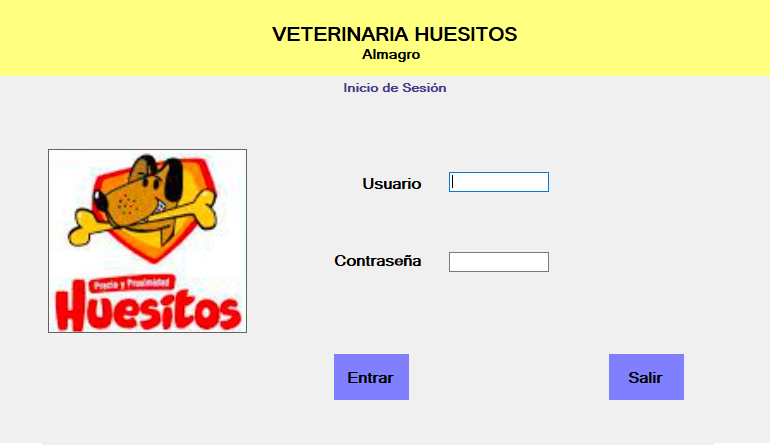 VETERINARIA HUESITOS
Almagro
Inicio de Sesión
Usuario
Precio y Proximidad
Huesitos
Contraseña
Entrar
Salir